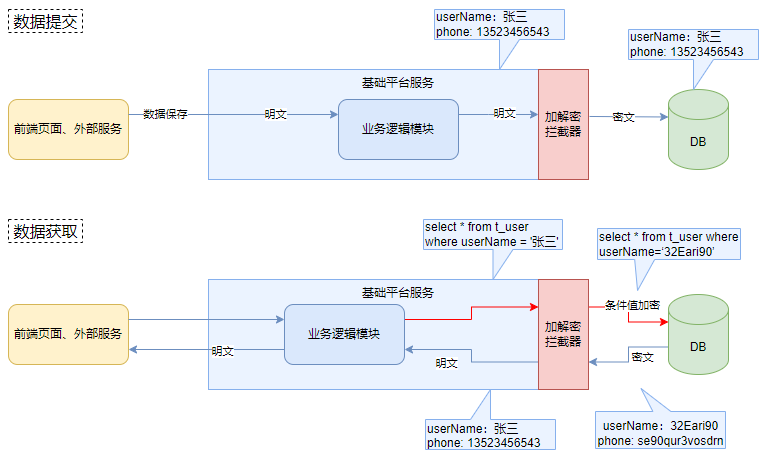 数据提交
userName：张三
phone: 13523456543
userName：张三
phone: 13523456543
基础平台服务
前端页面、外部服务
数据保存
明文
业务逻辑模块
明文
加解密
拦截器
密文
DB
数据获取
select * from t_user
where userName = '张三'
select * from t_user where
userName=‘32Eari90’
基础平台服务
前端页面、外部服务
业务逻辑模块
加解密
拦截器
条件值加密
DB
明文
明文
密文
userName：张三
phone: 13523456543
userName：32Eari90
phone: se90qur3vosdrn